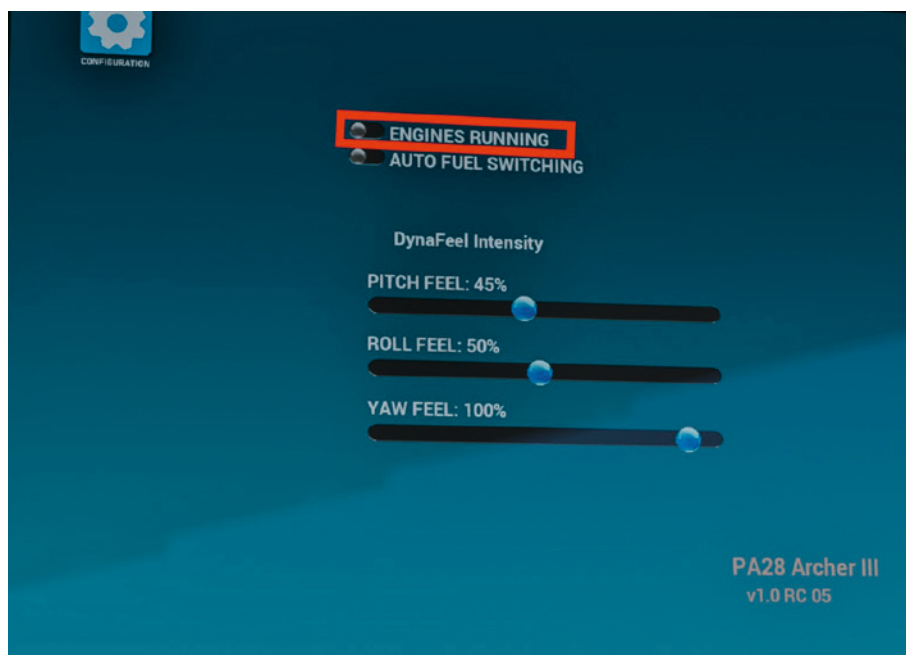 CONFIGURATION
ENGINES RUNNING
AUTO FUEL SWITCHING
DynaFeel Intensity
PITCH FEEL: 45%
ROLL FEEL: 50%
YAW FEEL: 100%
PA28 Archer III
v1.0 RC 05